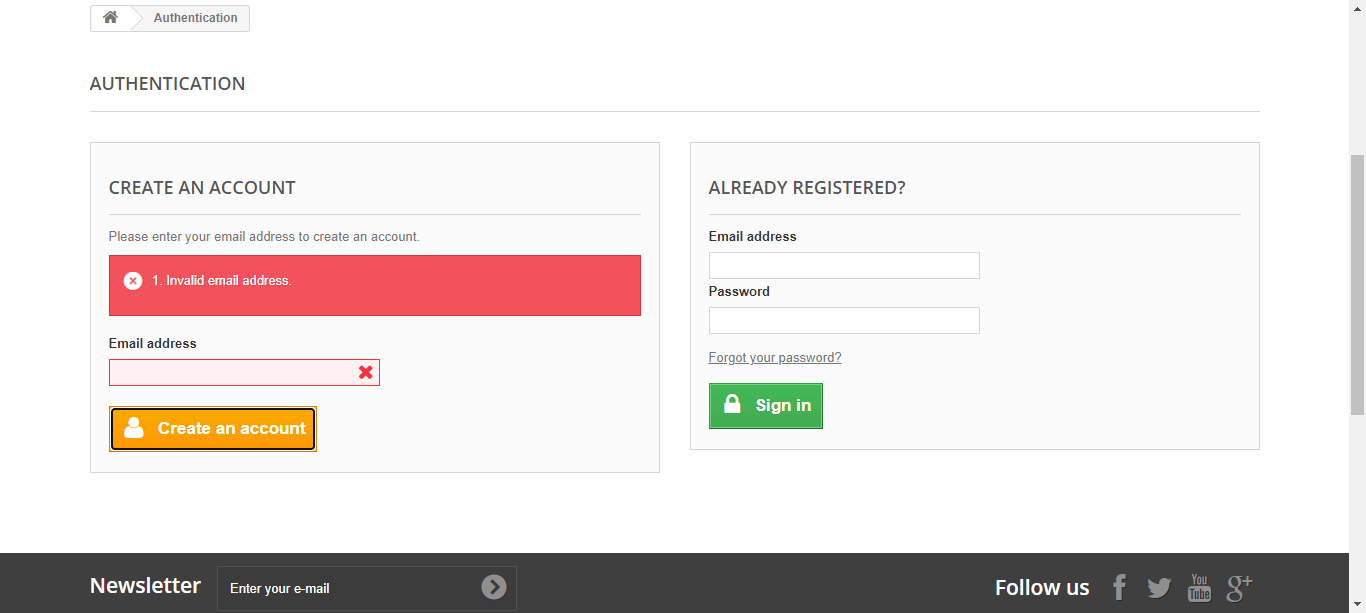 Authentication
AUTHENTICATION
CREATE AN ACCOUNT
Please enter your email address to create an account.
1. Invalid email address.
Email address
Create an account
ALREADY REGISTERED?
Email address
Password
Forgot your password?
Sign in
Newsletter
Enter your e-mail
Follow us
You
Tube
g+